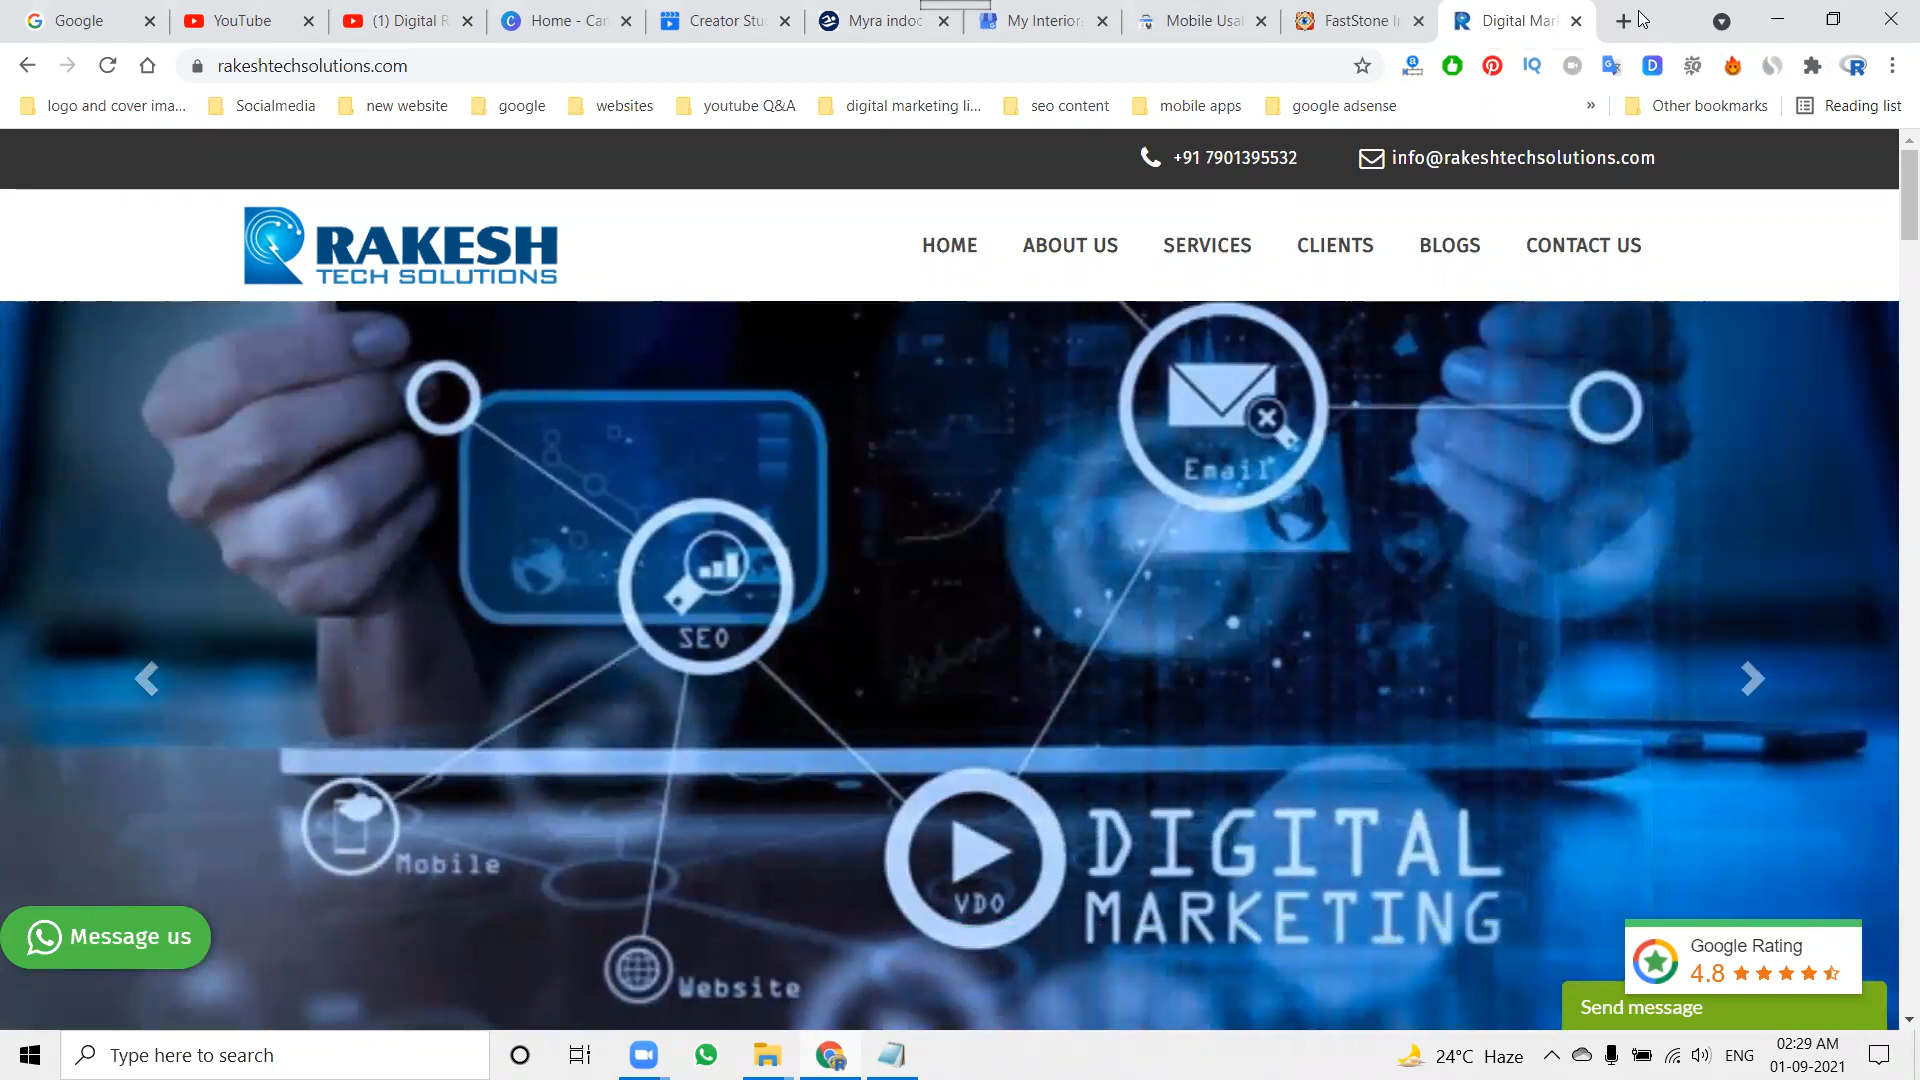 Google
YouTube
(1) Digital R
Home - Can
Creator Stu
Myra indoo
My Interior
Mobile Usa
FastStone I
Digital Mar
rakeshtechsolutions.com
logo and cover ima...
Socialmedia
new website
google
websites
youtube Q&A
digital marketing li...
seo content
mobile apps
google adsense
»
Other bookmarks
Reading list
+91 7901395532
info@rakeshtechsolutions.com
RAKESH
TECH SOLUTIONS
HOME
ABOUT US
SERVICES
CLIENTS
BLOGS
CONTACT US
Email
SEO
Mobile
VDO
DIGITAL
MARKETING
Website
Message us
Google Rating
4.8
Send message
Type here to search
24°C Haze
ENG
02:29 AM
01-09-2021